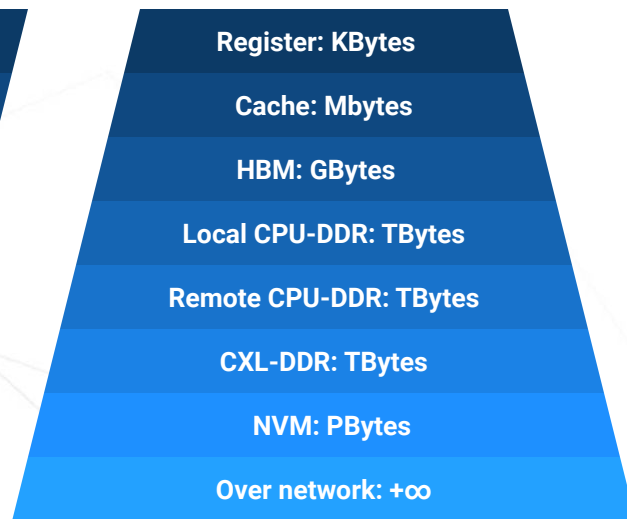 Register: KBytes
Cache: Mbytes
HBM: GBytes
Local CPU-DDR: TBytes
Remote CPU-DDR: TBytes
CXL-DDR: TBytes
NVM: PBytes
Over network: +∞